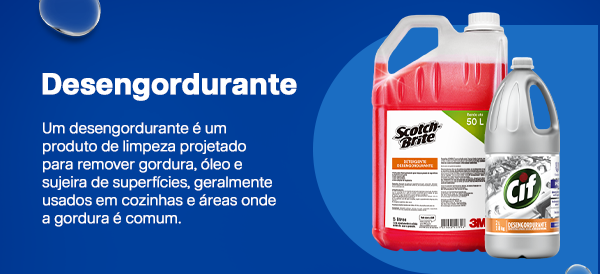 Desengordurante
Um desengordurante é um
produto de limpeza projetado
para remover gordura, óleo e
sujeira de superfícies, geralmente
usados em cozinhas e áreas onde
a gordura é comum.
Rende até
50 L
Scotch-
Brite
DETERGENTE
DESENGORDURANTE
5 litros
3M
Cif
DESENGORDURANTE